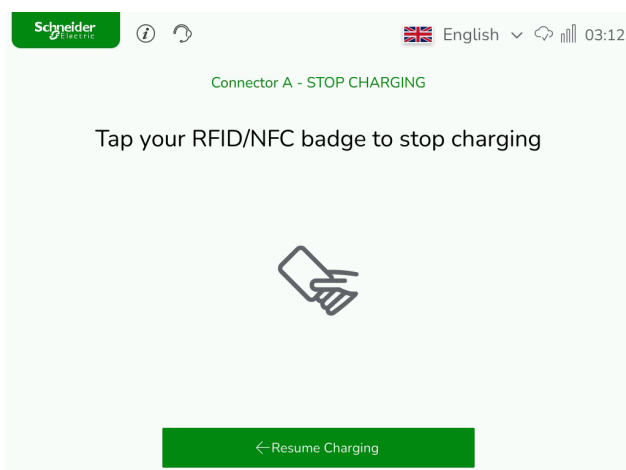 Schneider
Electric
i
English
03:12
Connector A - STOP CHARGING
Tap your RFID/NFC badge to stop charging
←Resume Charging